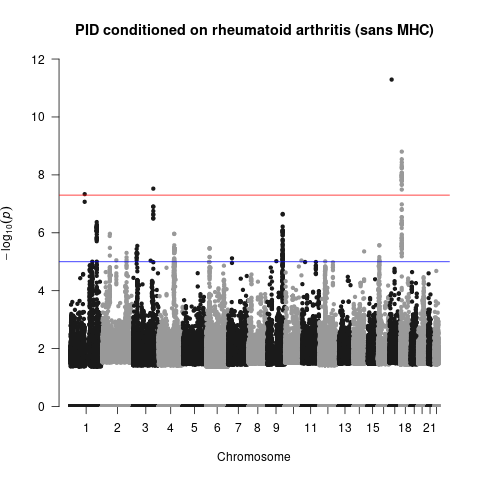 PID conditioned on rheumatoid arthritis (sans MHC)
12
10
8
6
4
2
0
−log10(p)
1 2 3 4 5 6 7 8 9 11 13 15 18 21
Chromosome